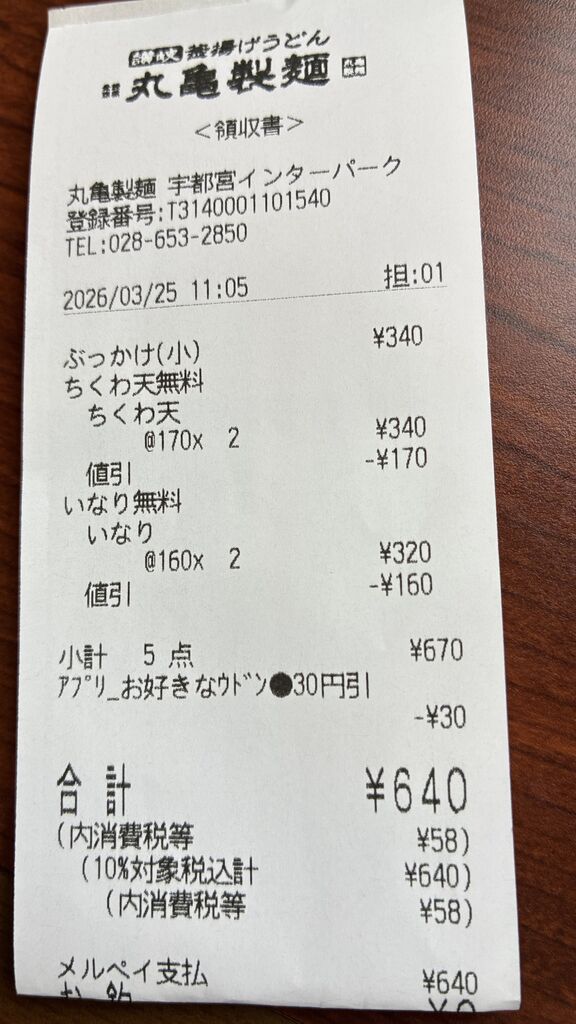 讃岐 釜揚げうどん
丸亀製麺
<領収書>
丸亀製麺 宇都宮インターパーク
登録番号:T3140001101540
TEL:028-653-2850
2026/03/25 11:05 担:01
ぶっかけ(小) ¥340
ちくわ天無料
ちくわ天
@170x 2 ¥340
値引 -¥170
いなり無料
いなり
@160x 2 ¥320
値引 -¥160
小計 5 点 ¥670
アプリ_お好きなウドン●30円引
-¥30
合計 ¥640
(内消費税等 ¥58)
(10%対象税込計 ¥640)
(内消費税等 ¥58)
メルペイ支払 ¥640
お釣 ¥0